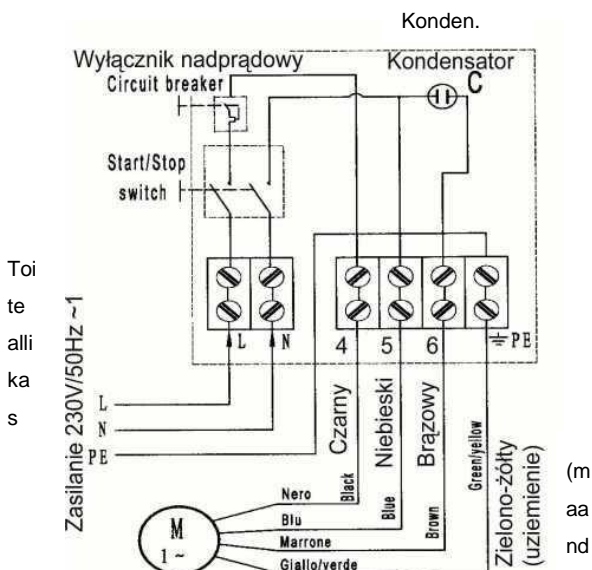 Konden.
Wyłącznik nadprądowy
Kondensator
Circuit breaker
C
Start/Stop
switch
Toi
te
alli
ka
s
Zasilanie 230V/50Hz ~1
L
N
4
5
6
PE
L
N
PE
Czarny
Niebieski
Brązowy
Zielono-żółty
(uziemienie)
Black
Blue
Brown
Green/yellow
(m
aa
nd
M
1 ~
Nero
Blu
Marrone
Giallo/verde